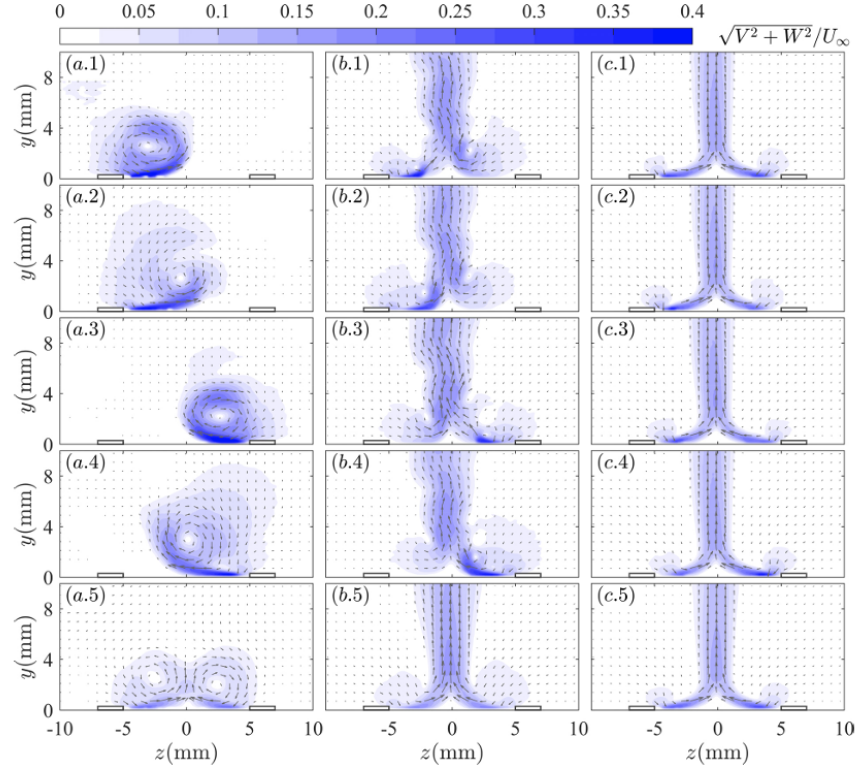 0 0.05 0.1 0.15 0.2 0.25 0.3 0.35 0.4
√V² + W²/U∞
(a.1) (b.1) (c.1)
8
y(mm)
4
0
(a.2) (b.2) (c.2)
8
y(mm)
4
0
(a.3) (b.3) (c.3)
8
y(mm)
4
0
(a.4) (b.4) (c.4)
8
y(mm)
4
0
(a.5) (b.5) (c.5)
8
y(mm)
4
0
-10 -5 0 5 10 -5 0 5 10 -5 0 5 10
z(mm) z(mm) z(mm)